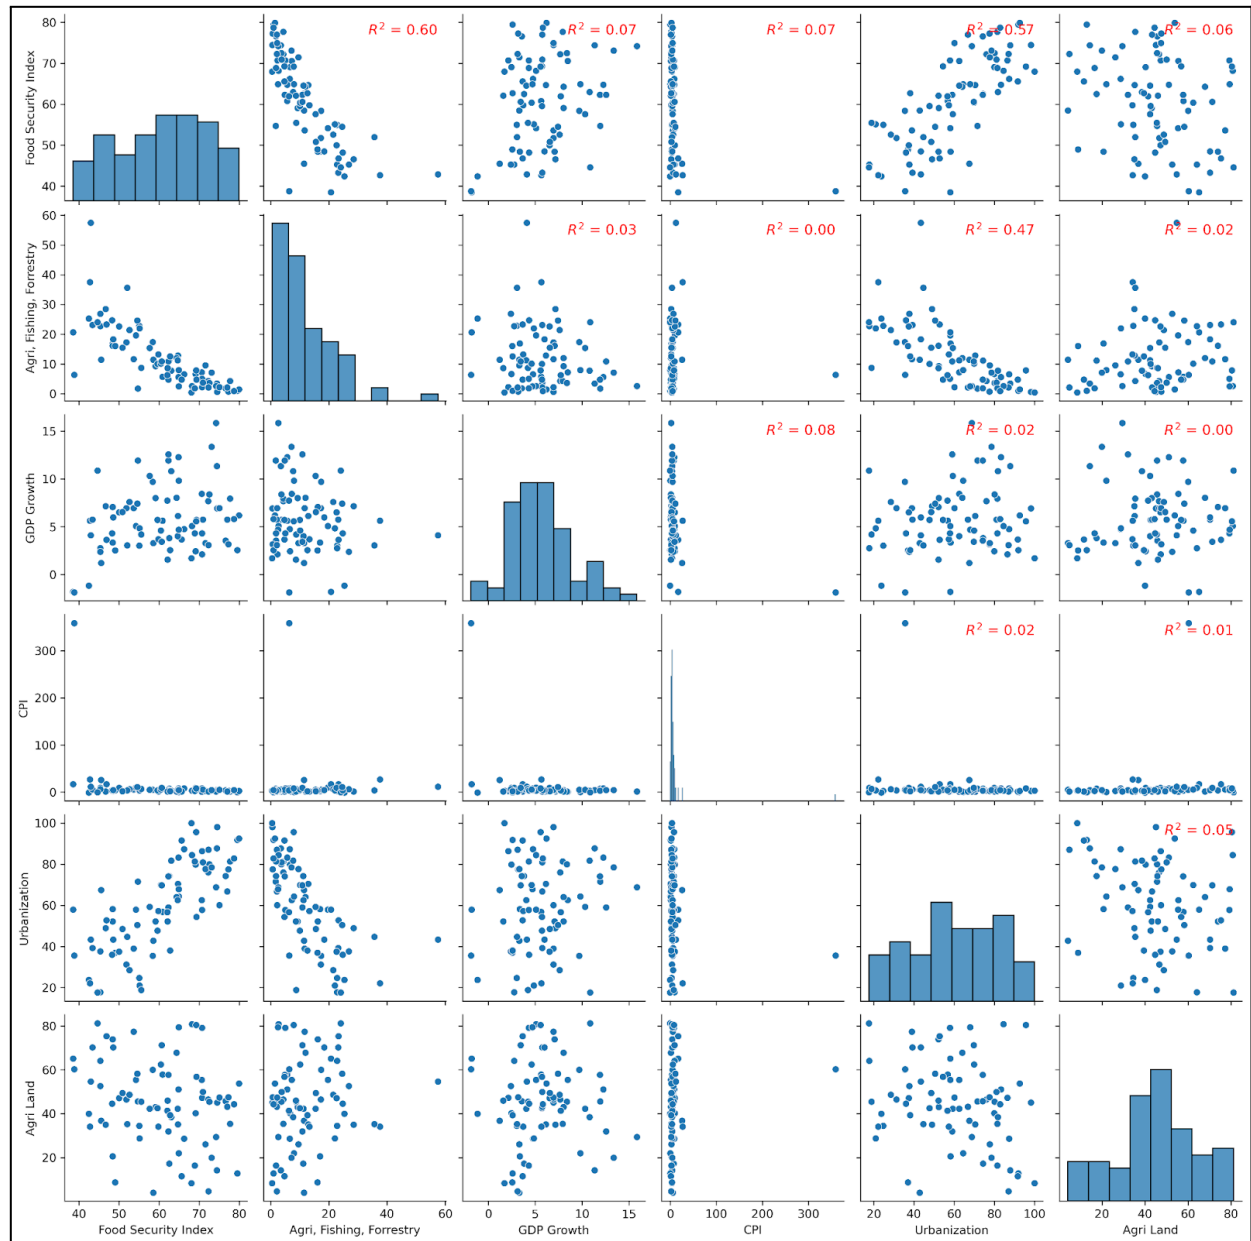 80
70
60
50
40
Food Security Index
R² = 0.60
R² = 0.07
R² = 0.07
R² = 0.57
R² = 0.06
60
50
40
30
20
10
0
Agri, Fishing, Forrestry
R² = 0.03
R² = 0.00
R² = 0.47
R² = 0.02
15
10
5
0
GDP Growth
R² = 0.08
R² = 0.02
R² = 0.00
300
200
100
0
CPI
R² = 0.02
R² = 0.01
100
80
60
40
20
Urbanization
R² = 0.05
80
60
40
20
Agri Land
40 50 60 70 80
0 20 40 60
0 5 10 15
0 100 200 300
20 40 60 80 100
20 40 60 80
Food Security Index
Agri, Fishing, Forrestry
GDP Growth
CPI
Urbanization
Agri Land